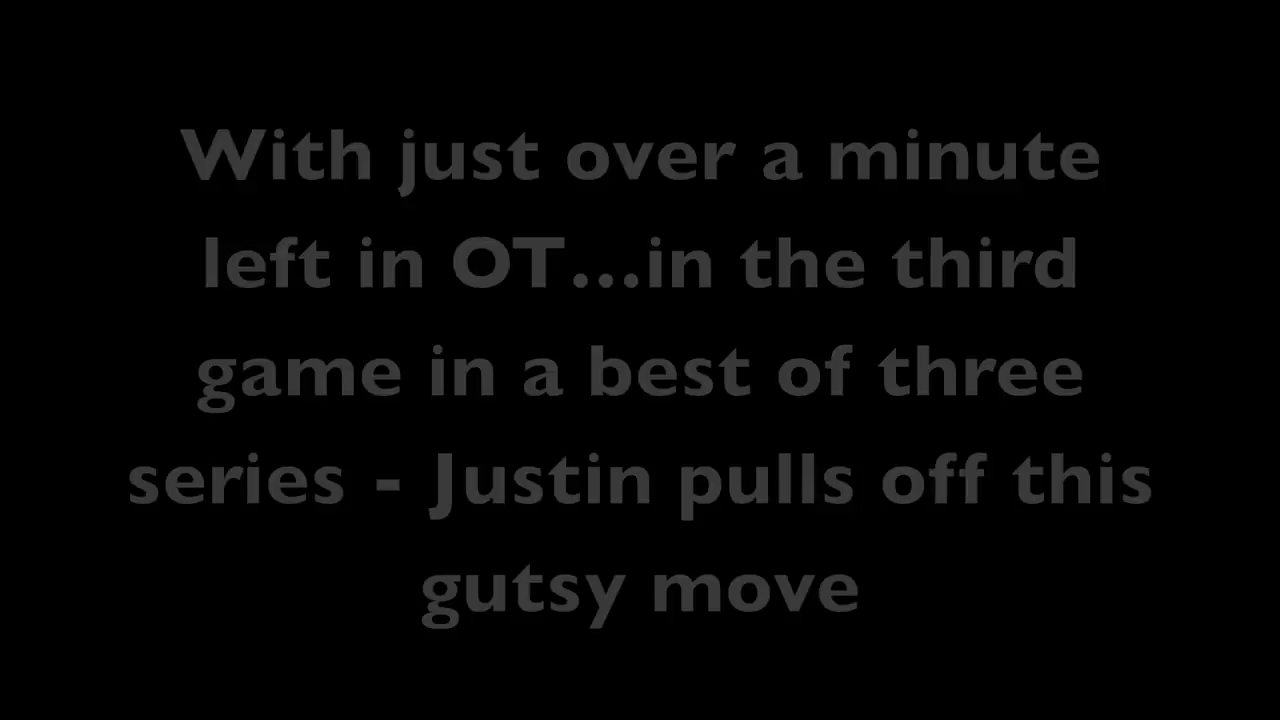 With just over a minute
left in OT...in the third
game in a best of three
series - Justin pulls off this
gutsy move